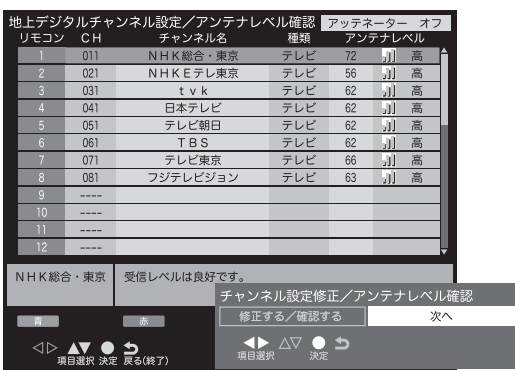 地上デジタルチャンネル設定／アンテナレベル確認 アッテネーター オフ
リモコン CH チャンネル名 種類 アンテナレベル
1 011 NHK総合・東京 テレビ 72 高
2 021 NHKEテレ東京 テレビ 56 高
3 031 tvk テレビ 62 高
4 041 日本テレビ テレビ 62 高
5 051 テレビ朝日 テレビ 62 高
6 061 TBS テレビ 62 高
7 071 テレビ東京 テレビ 66 高
8 081 フジテレビジョン テレビ 63 高
9 ----
10 ----
11 ----
12 ----
NHK総合・東京 受信レベルは良好です。
青 赤
項目選択 決定 戻る(終了)
チャンネル設定修正／アンテナレベル確認
修正する／確認する 次へ
項目選択 決定